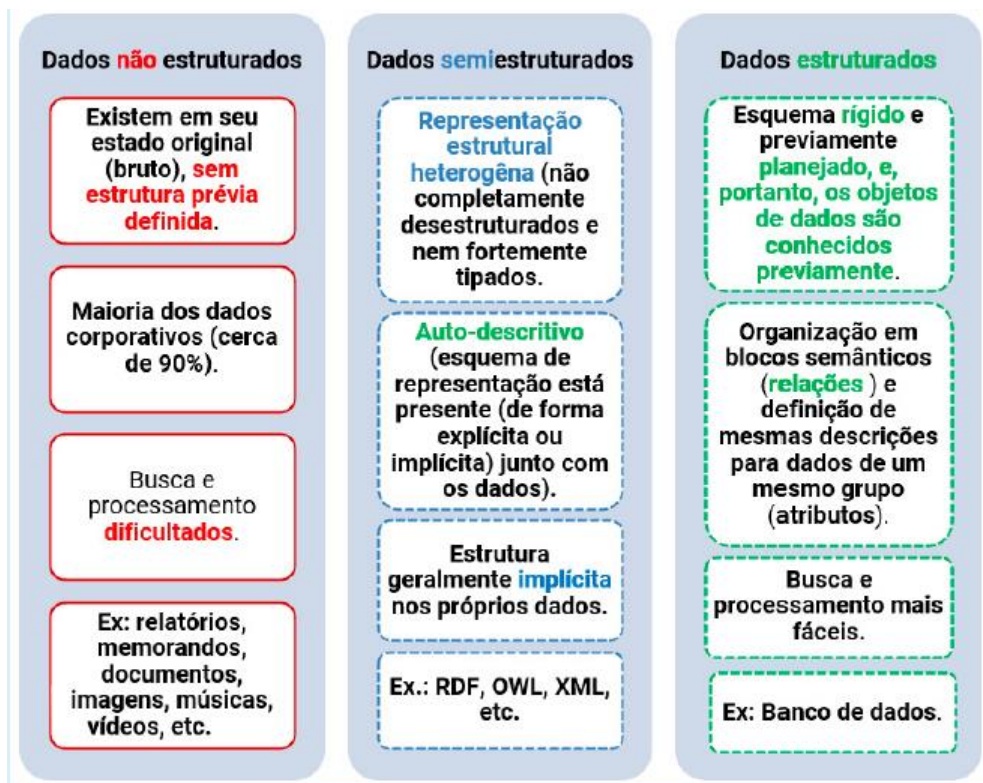 Dados não estruturados
Existem em seu
estado original
(bruto), sem
estrutura prévia
definida.
Maioria dos dados
corporativos (cerca
de 90%).
Busca e
processamento
dificultados.
Ex: relatórios,
memorandos,
documentos,
imagens, músicas,
vídeos, etc.
Dados semiestruturados
Representação
estrutural
heterogêna (não
completamente
desestruturados e
nem fortemente
tipados.
Auto-descritivo
(esquema de
representação está
presente (de forma
explícita ou
implícita) junto com
os dados).
Estrutura
geralmente implícita
nos próprios dados.
Ex.: RDF, OWL, XML,
etc.
Dados estruturados
Esquema rígido e
previamente
planejado, e,
portanto, os objetos
de dados são
conhecidos
previamente.
Organização em
blocos semânticos
(relações ) e
definição de
mesmas descrições
para dados de um
mesmo grupo
(atributos).
Busca e
processamento mais
fáceis.
Ex: Banco de dados.